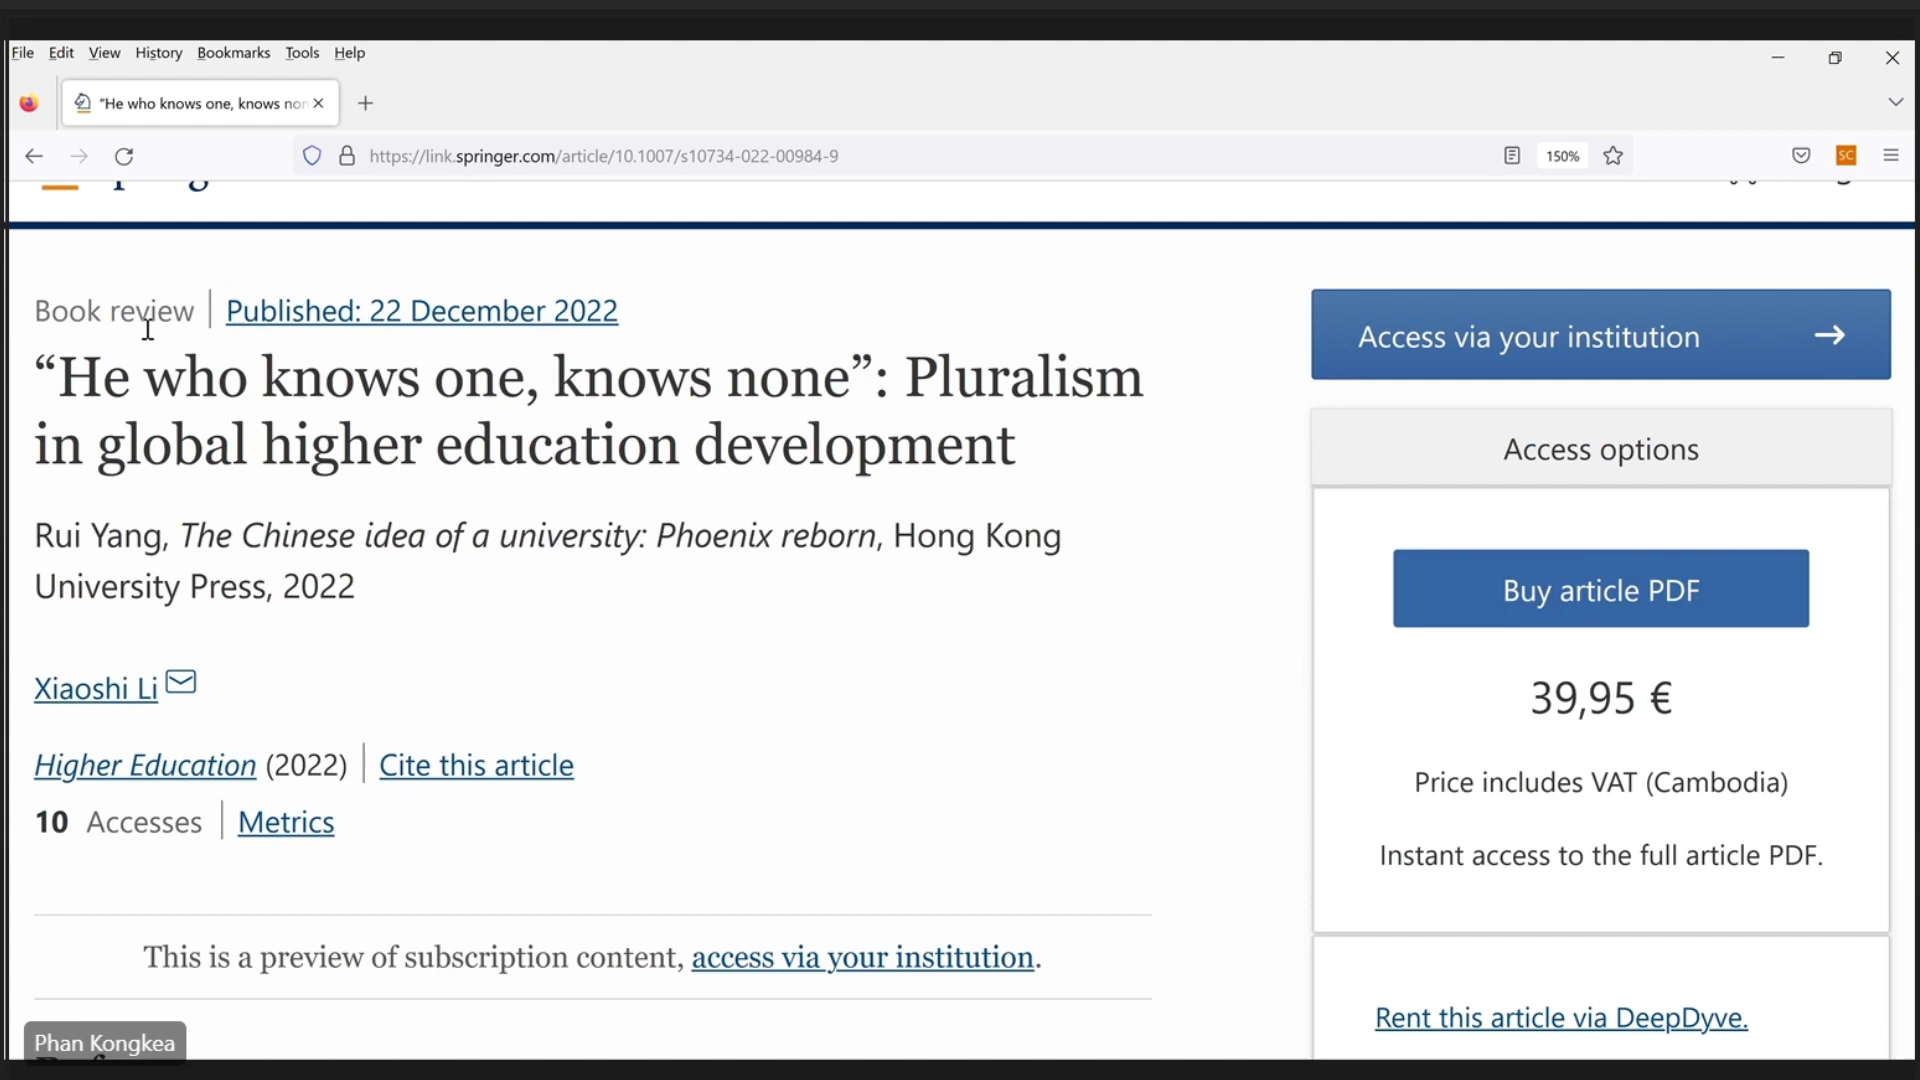 File Edit View History Bookmarks Tools Help
“He who knows one, knows non
https://link.springer.com/article/10.1007/s10734-022-00984-9
150%
SC
Book review | Published: 22 December 2022
“He who knows one, knows none”: Pluralism
in global higher education development
Rui Yang, The Chinese idea of a university: Phoenix reborn, Hong Kong
University Press, 2022
Xiaoshi Li
Higher Education (2022) | Cite this article
10 Accesses | Metrics
This is a preview of subscription content, access via your institution.
Phan Kongkea
Access via your institution →
Access options
Buy article PDF
39,95 €
Price includes VAT (Cambodia)
Instant access to the full article PDF.
Rent this article via DeepDyve.